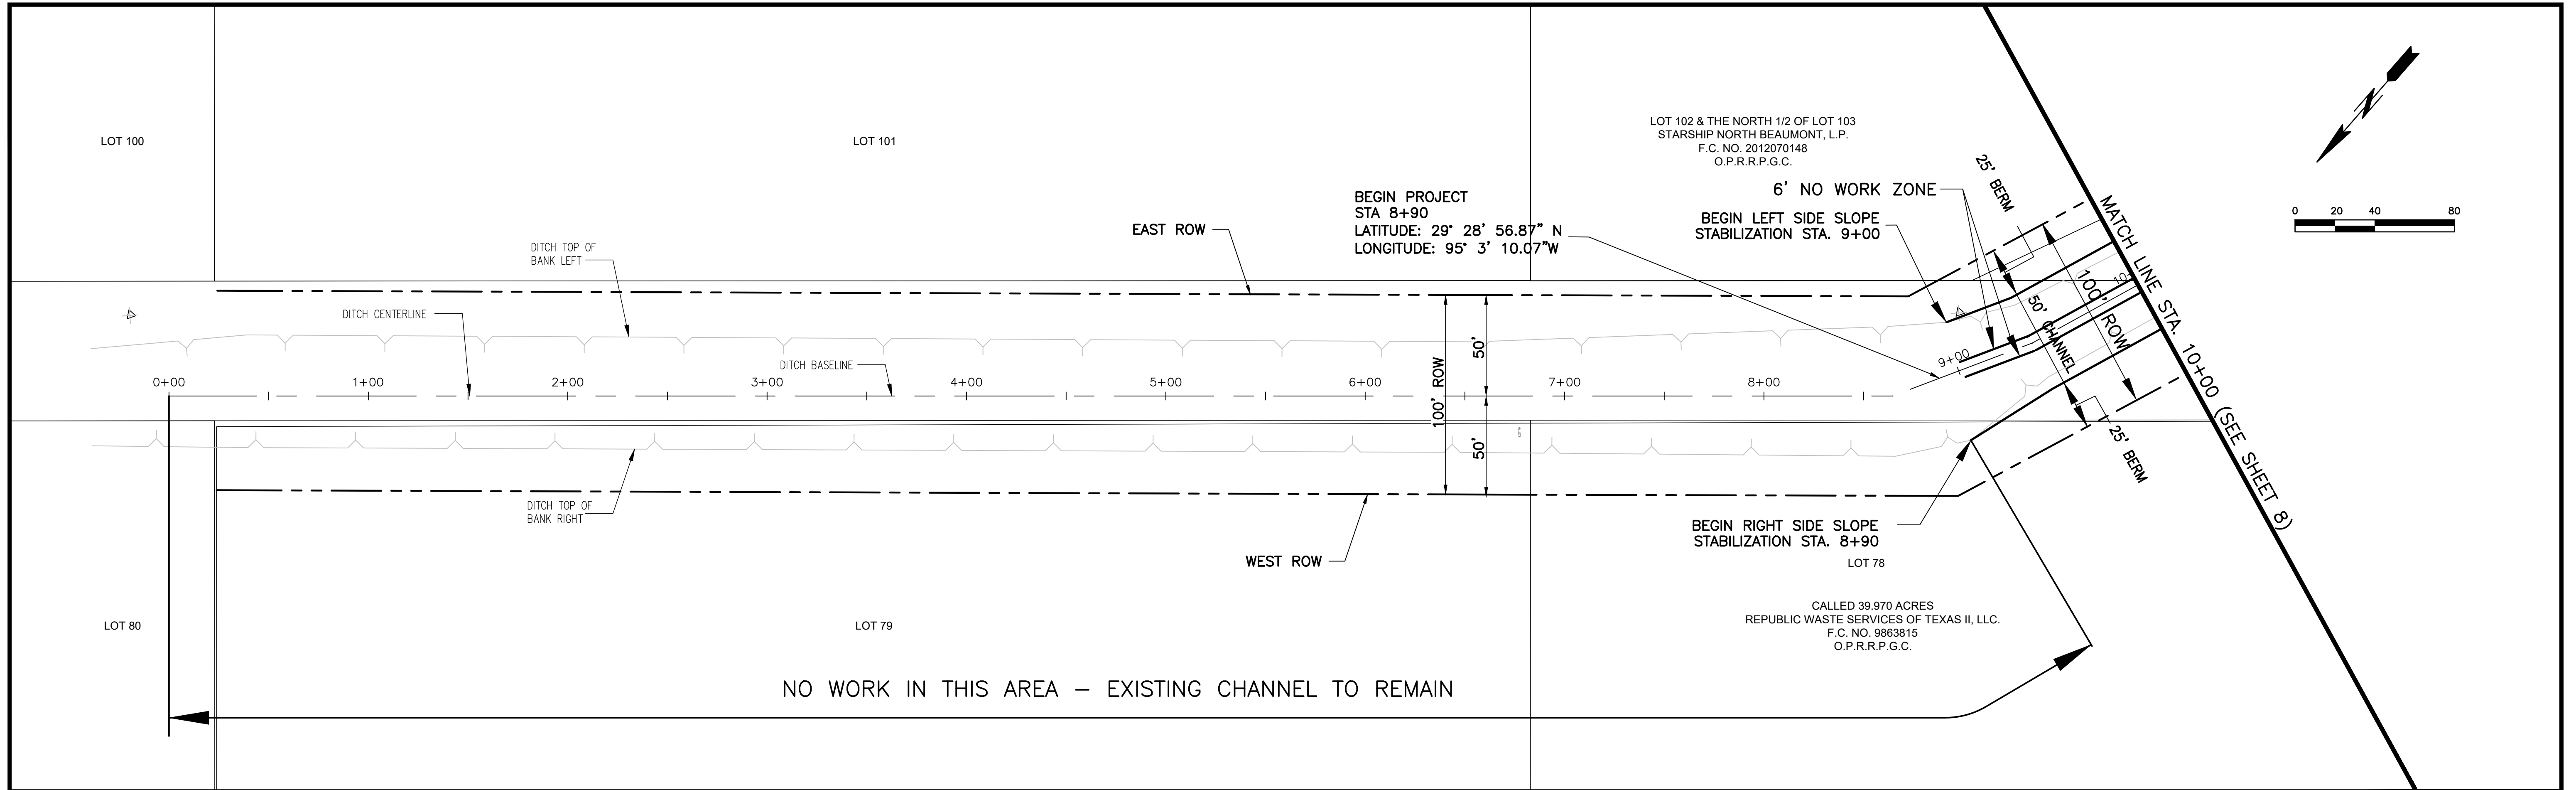 LOT 100
LOT 101
LOT 102 & THE NORTH 1/2 OF LOT 103
STARSHIP NORTH BEAUMONT, L.P.
F.C. NO. 2012070148
O.P.R.R.P.G.C.
25' BERM
6' NO WORK ZONE
BEGIN PROJECT
STA 8+90
LATITUDE: 29° 28' 56.87" N
LONGITUDE: 95° 3' 10.07"W
BEGIN LEFT SIDE SLOPE
STABILIZATION STA. 9+00
EAST ROW
DITCH TOP OF
BANK LEFT
DITCH CENTERLINE
DITCH BASELINE
0 20 40 80
MATCH LINE STA. 10+00 (SEE SHEET 8)
100' ROW
50' CHANNEL
25' BERM
9+00
0+00
1+00
2+00
3+00
4+00
5+00
6+00
7+00
8+00
100' ROW
50'
50'
DITCH TOP OF
BANK RIGHT
WEST ROW
BEGIN RIGHT SIDE SLOPE
STABILIZATION STA. 8+90
LOT 78
CALLED 39.970 ACRES
REPUBLIC WASTE SERVICES OF TEXAS II, LLC.
F.C. NO. 9863815
O.P.R.R.P.G.C.
LOT 80
LOT 79
NO WORK IN THIS AREA – EXISTING CHANNEL TO REMAIN